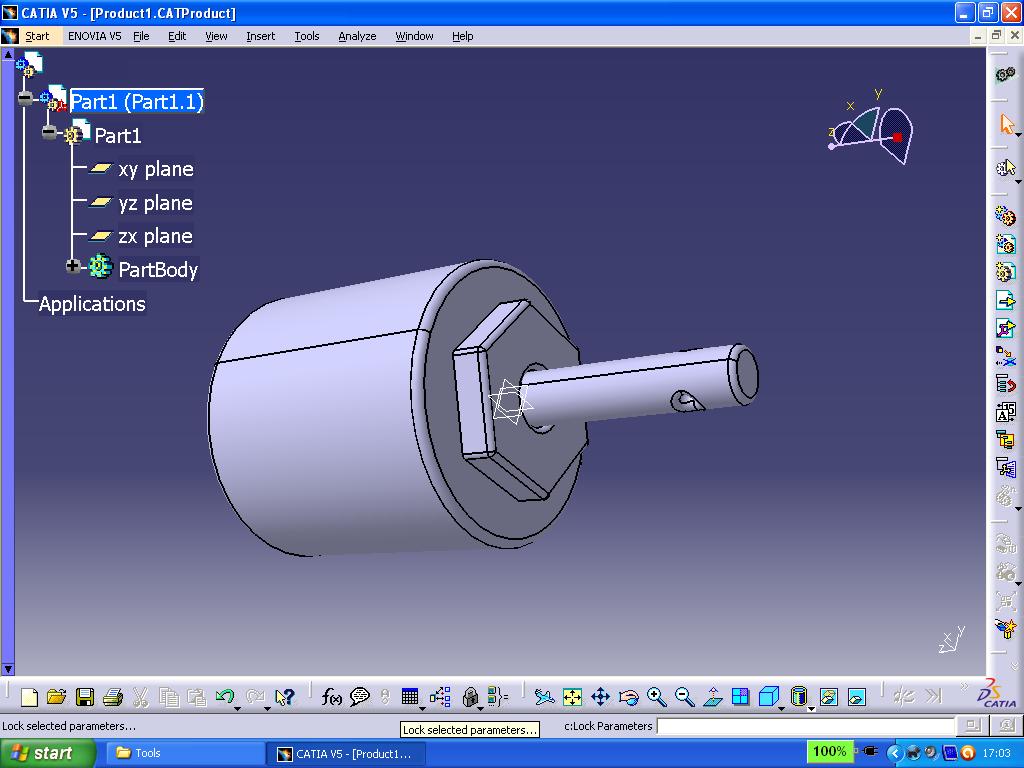 CATIA V5 - [Product1.CATProduct]
Start ENOVIA V5 File Edit View Insert Tools Analyze Window Help
Part1 (Part1.1)
Part1
xy plane
yz plane
zx plane
PartBody
Applications
x y z
x y z
f(x)
CATIA
Lock selected parameters... Lock selected parameters... c:Lock Parameters
start Tools CATIA V5 - [Product1... 100% 17:03